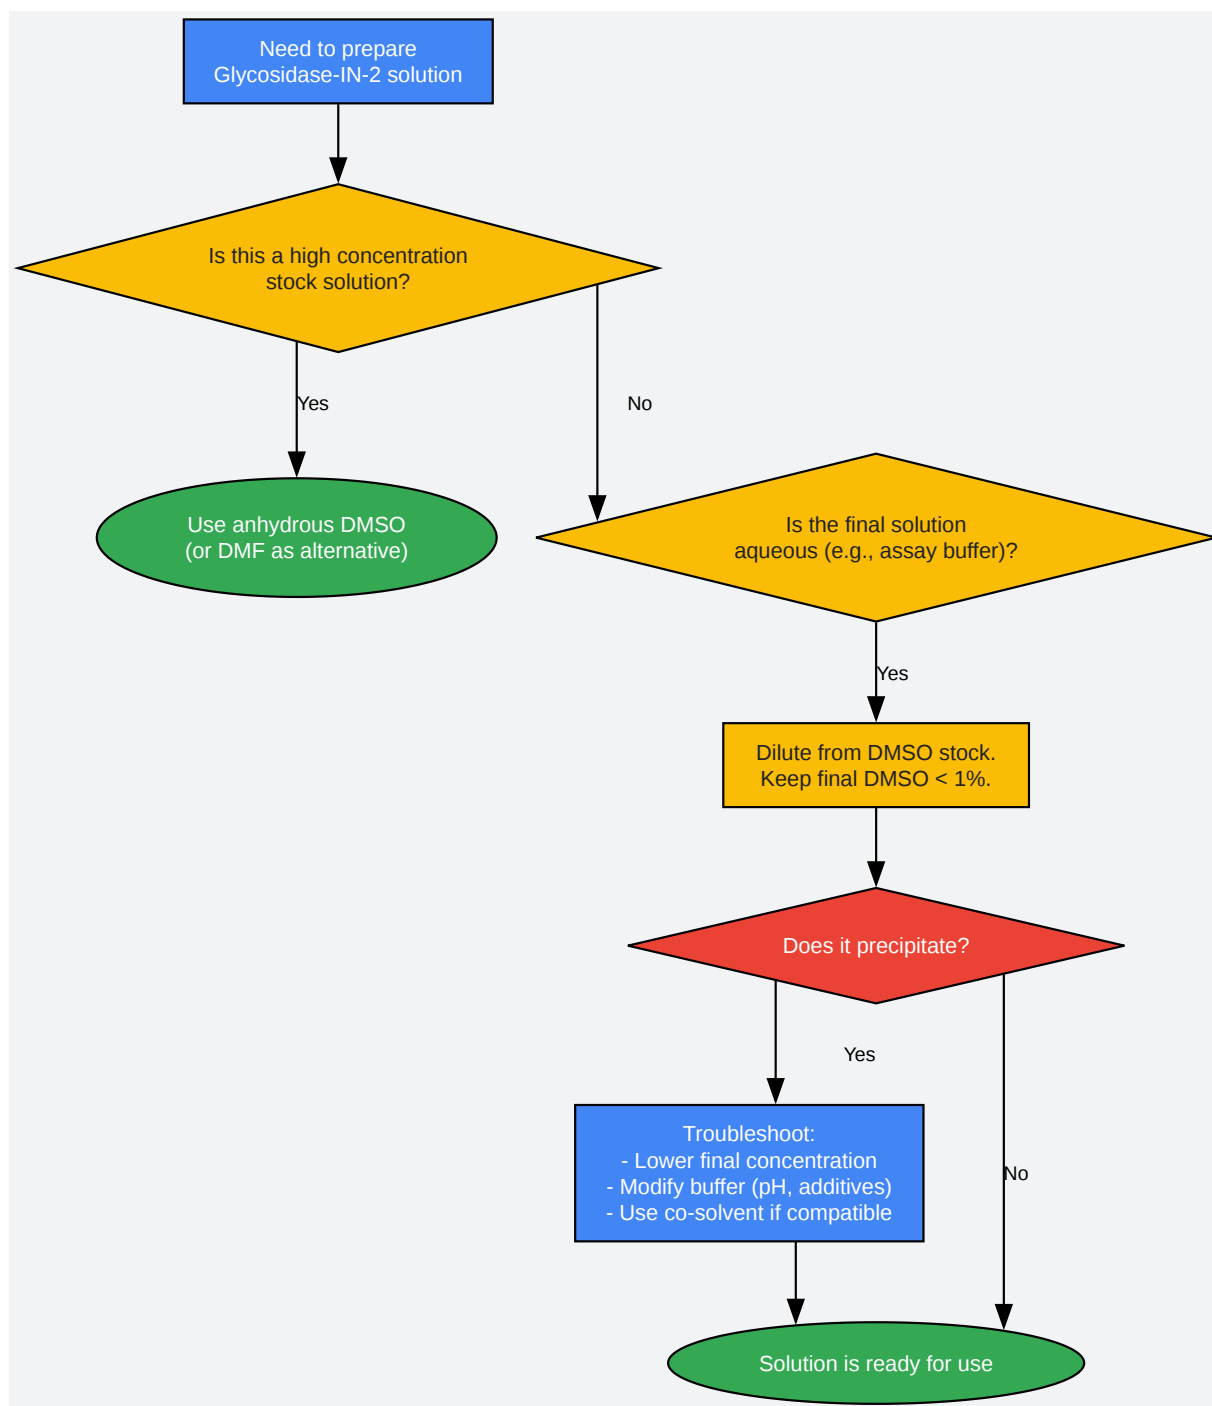 Need to prepare
Glycosidase-IN-2 solution
Is this a high concentration
stock solution?
Yes
No
Use anhydrous DMSO
(or DMF as alternative)
Is the final solution
aqueous (e.g., assay buffer)?
Yes
Dilute from DMSO stock.
Keep final DMSO < 1%.
Does it precipitate?
Yes
Troubleshoot:
- Lower final concentration
- Modify buffer (pH, additives)
- Use co-solvent if compatible
No
Solution is ready for use